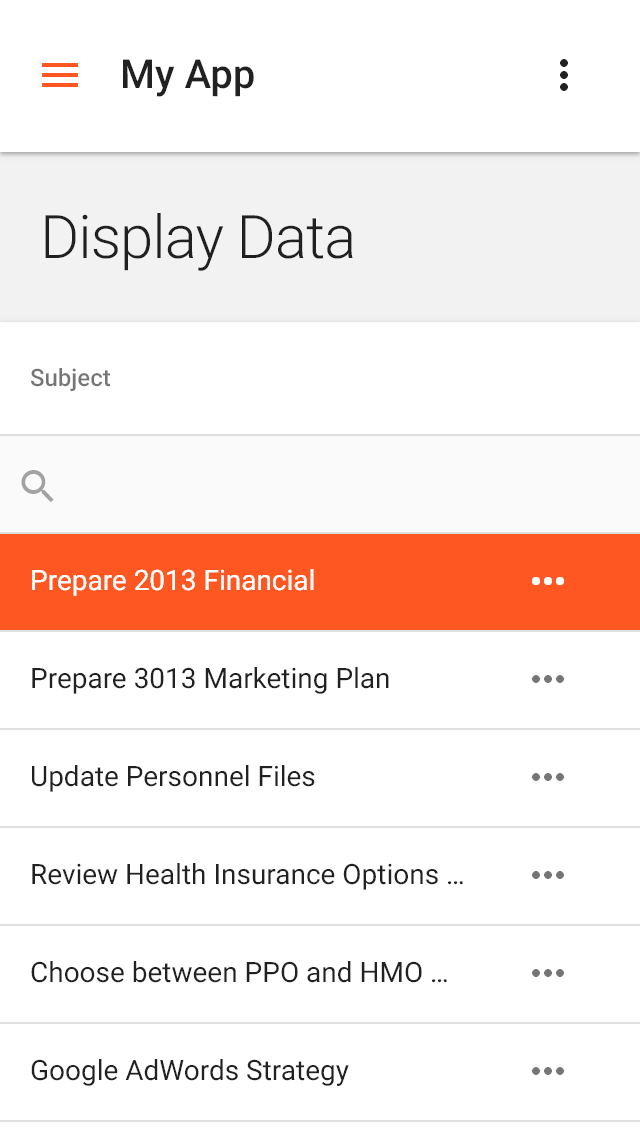 My App
Display Data
Subject
Prepare 2013 Financial
Prepare 3013 Marketing Plan
Update Personnel Files
Review Health Insurance Options ...
Choose between PPO and HMO ...
Google AdWords Strategy